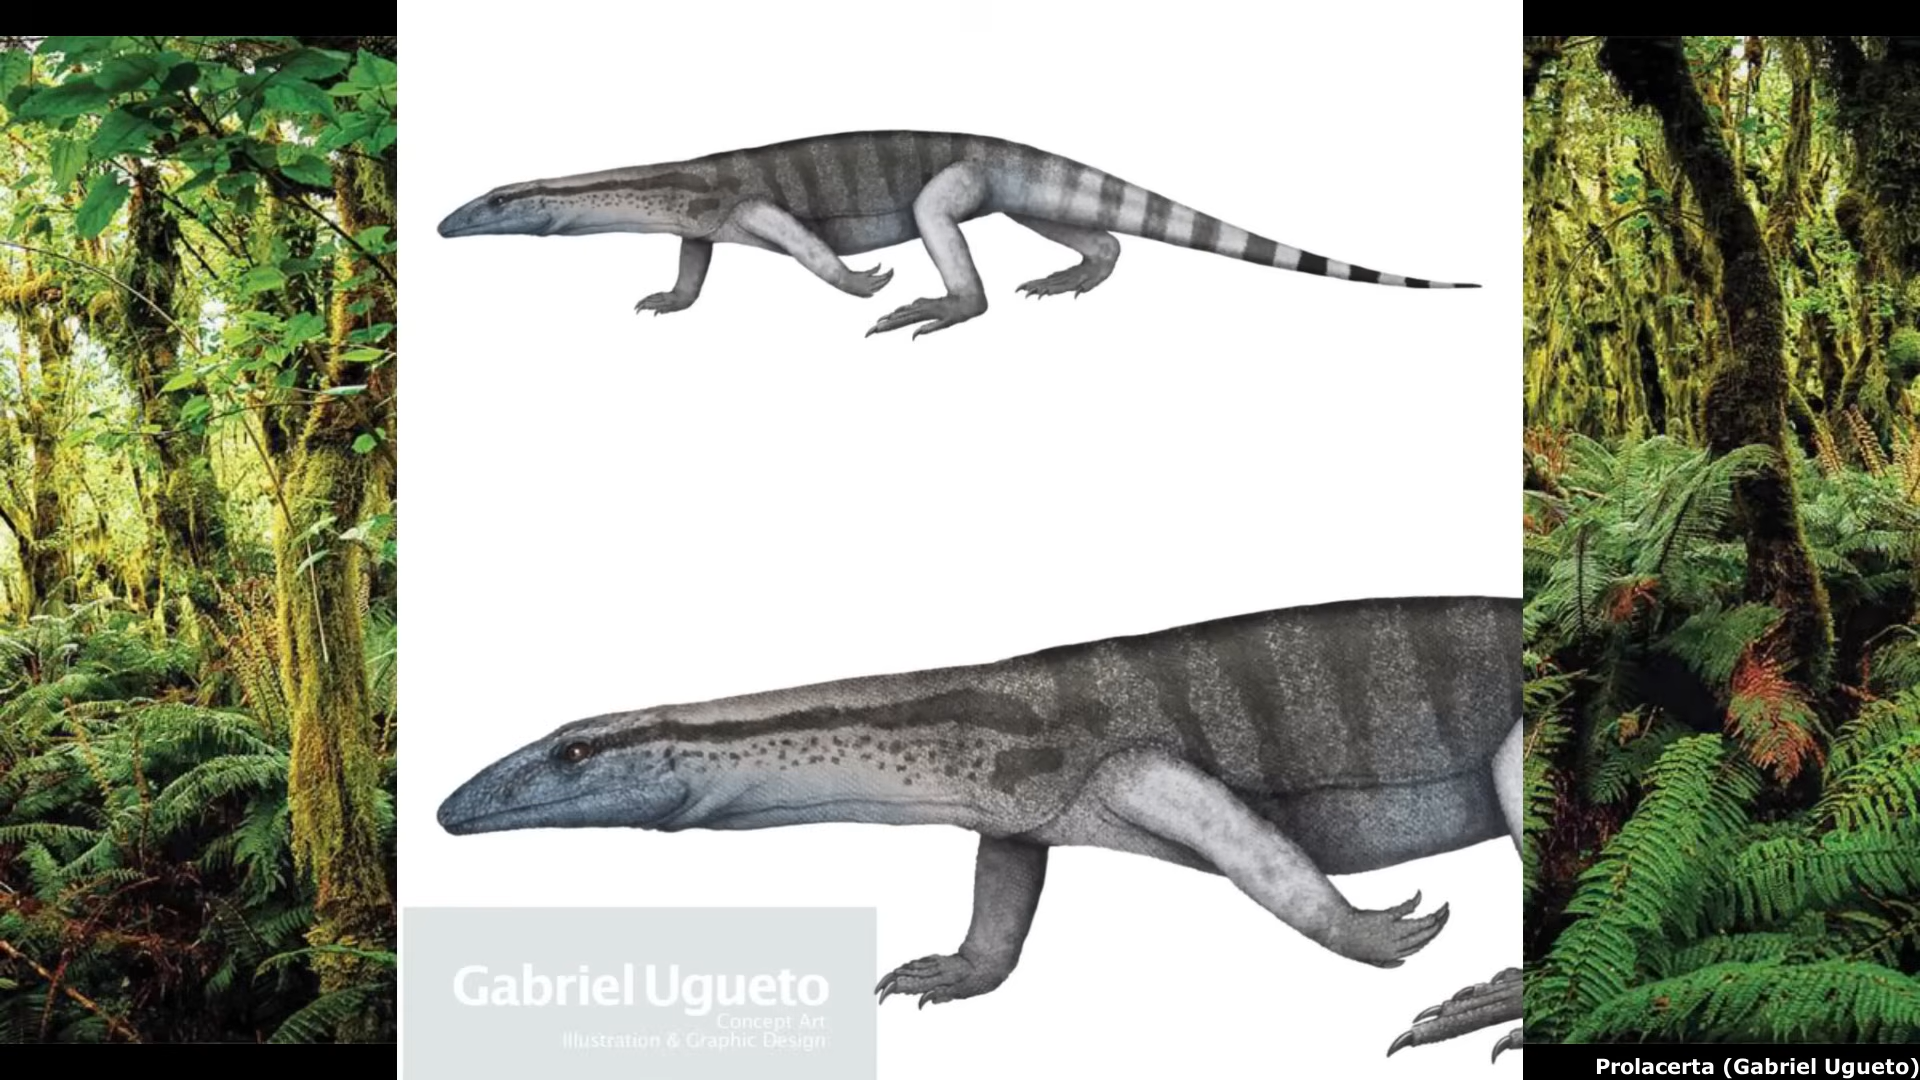 Gabriel Ugueto
Concept Art
Illustration & Graphic Design
Prolacerta (Gabriel Ugueto)